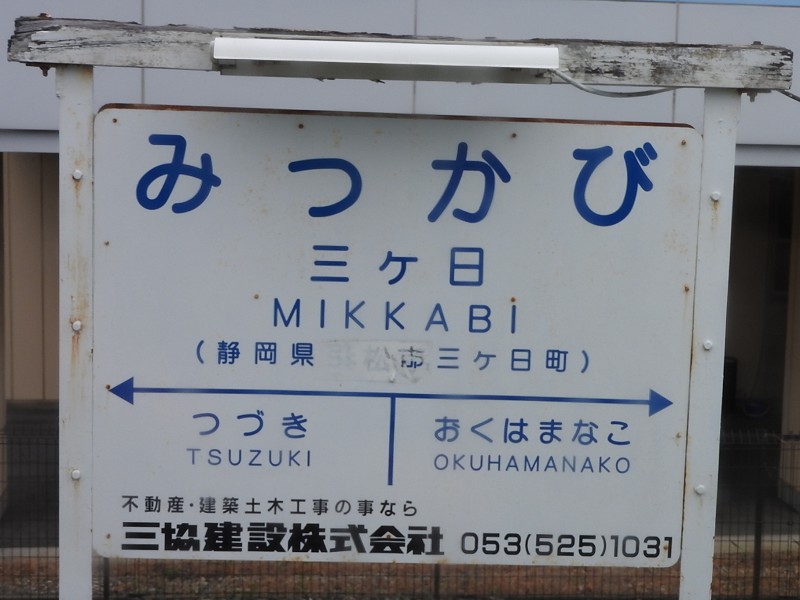 みつかび
三ヶ日
MIKKABI
(静岡県 市三ヶ日町)
つづき
TSUZUKI
おくはまなこ
OKUHAMANAKO
不動産・建築土木工事の事なら
三協建設株式会社 053(525)1031